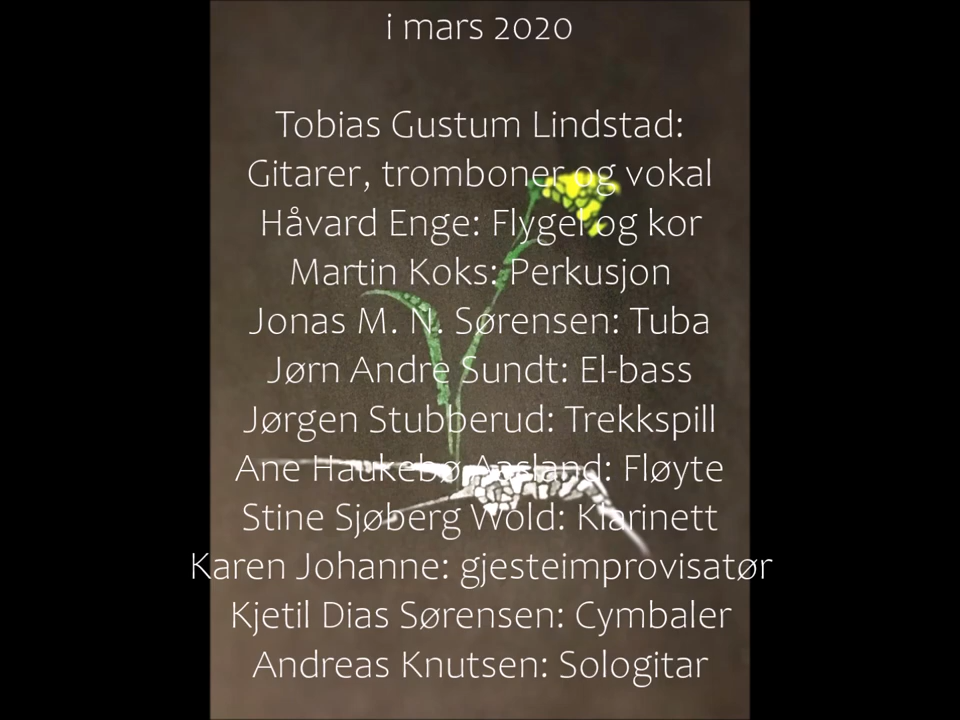 i mars 2020
Tobias Gustum Lindstad:
Gitarer, tromboner og vokal
Håvard Enge: Flygel og kor
Martin Koks: Perkusjon
Jonas M. N. Sørensen: Tuba
Jørn Andre Sundt: El-bass
Jørgen Stubberud: Trekkspill
Ane Haukebø Aasland: Fløyte
Stine Sjøberg Wold: Klarinett
Karen Johanne: gjesteimprovisatør
Kjetil Dias Sørensen: Cymbaler
Andreas Knutsen: Sologitar